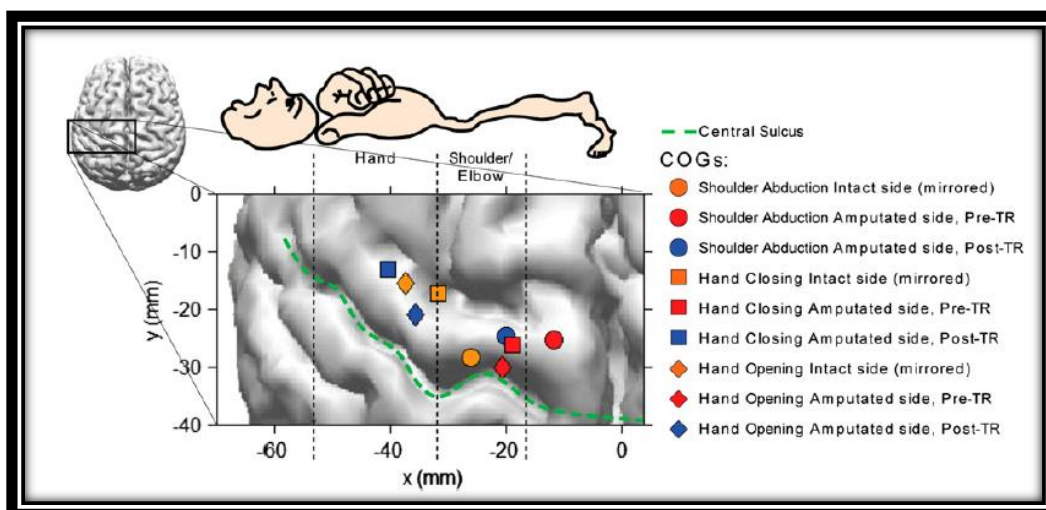 Hand
Shoulder/
Elbow
0
-10
-20
-30
-40
y (mm)
-60
-40
-20
0
x (mm)
Central Sulcus
COGs:
Shoulder Abduction Intact side (mirrored)
Shoulder Abduction Amputated side, Pre-TR
Shoulder Abduction Amputated side, Post-TR
Hand Closing Intact side (mirrored)
Hand Closing Amputated side, Pre-TR
Hand Closing Amputated side, Post-TR
Hand Opening Intact side (mirrored)
Hand Opening Amputated side, Pre-TR
Hand Opening Amputated side, Post-TR